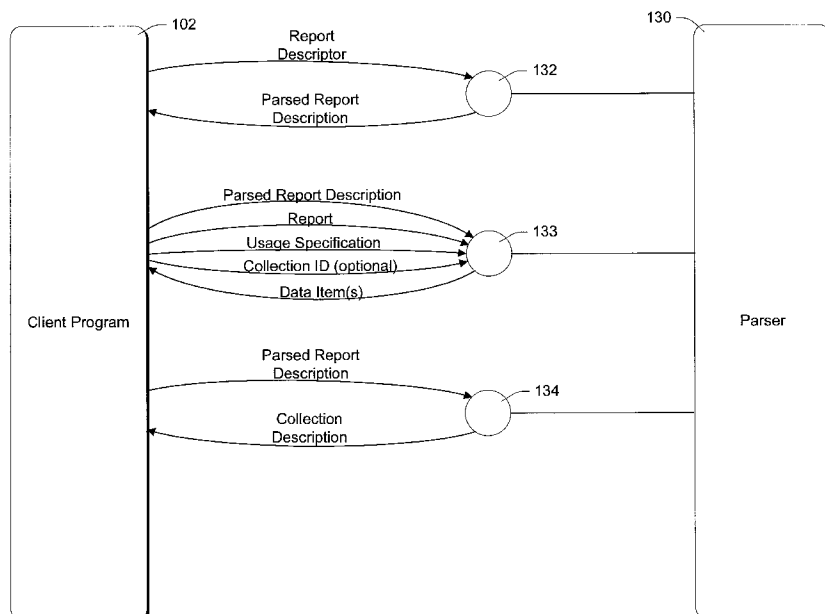 102
130
Report
Descriptor
132
Parsed Report
Description
Parsed Report Description
Report
133
Usage Specification
Collection ID (optional)
Data Item(s)
Client Program
Parser
Parsed Report
Description
134
Collection
Description